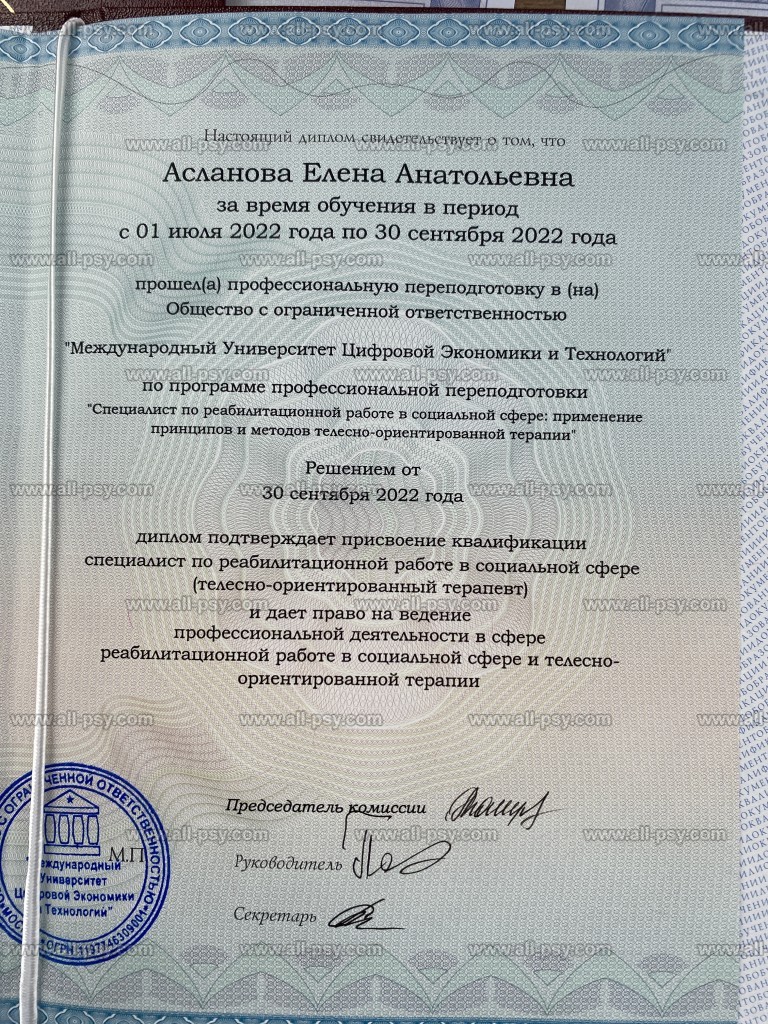 Настоящий диплом свидетельствует о том, что
Асланова Елена Анатольевна
за время обучения в период
с 01 июля 2022 года по 30 сентября 2022 года
прошел(а) профессиональную переподготовку в (на)
Общество с ограниченной ответственностью
"Международный Университет Цифровой Экономики и Технологий"
по программе профессиональной переподготовки
"Специалист по реабилитационной работе в социальной сфере: применение
принципов и методов телесно-ориентированной терапии"
Решением от
30 сентября 2022 года
диплом подтверждает присвоение квалификации
специалист по реабилитационной работе в социальной сфере
(телесно-ориентированный терапевт)
и дает право на ведение
профессиональной деятельности в сфере
реабилитационной работе в социальной сфере и телесно-
ориентированной терапии
Председатель комиссии
М.П
Руководитель
Секретарь
ОТВЕТСТВЕННОСТЬЮ
Университет
Экономики
Технологий"
www.all-psy.com